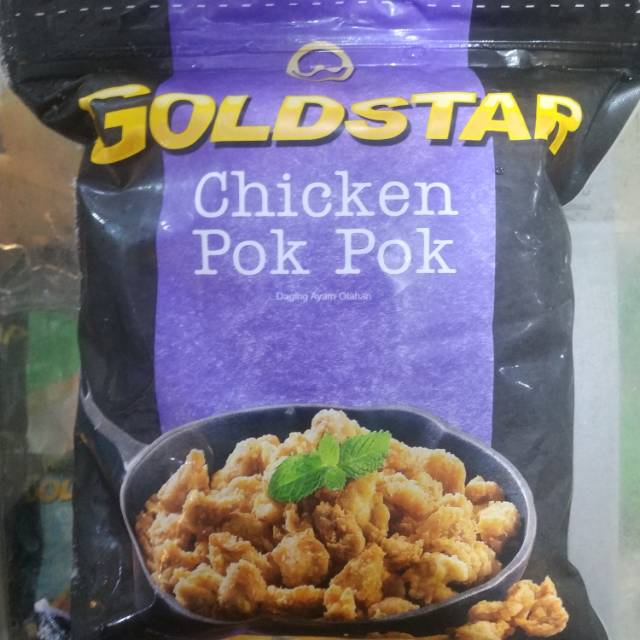 GOLDSTAR
Chicken
Pok Pok
Daging Ayam Olahan